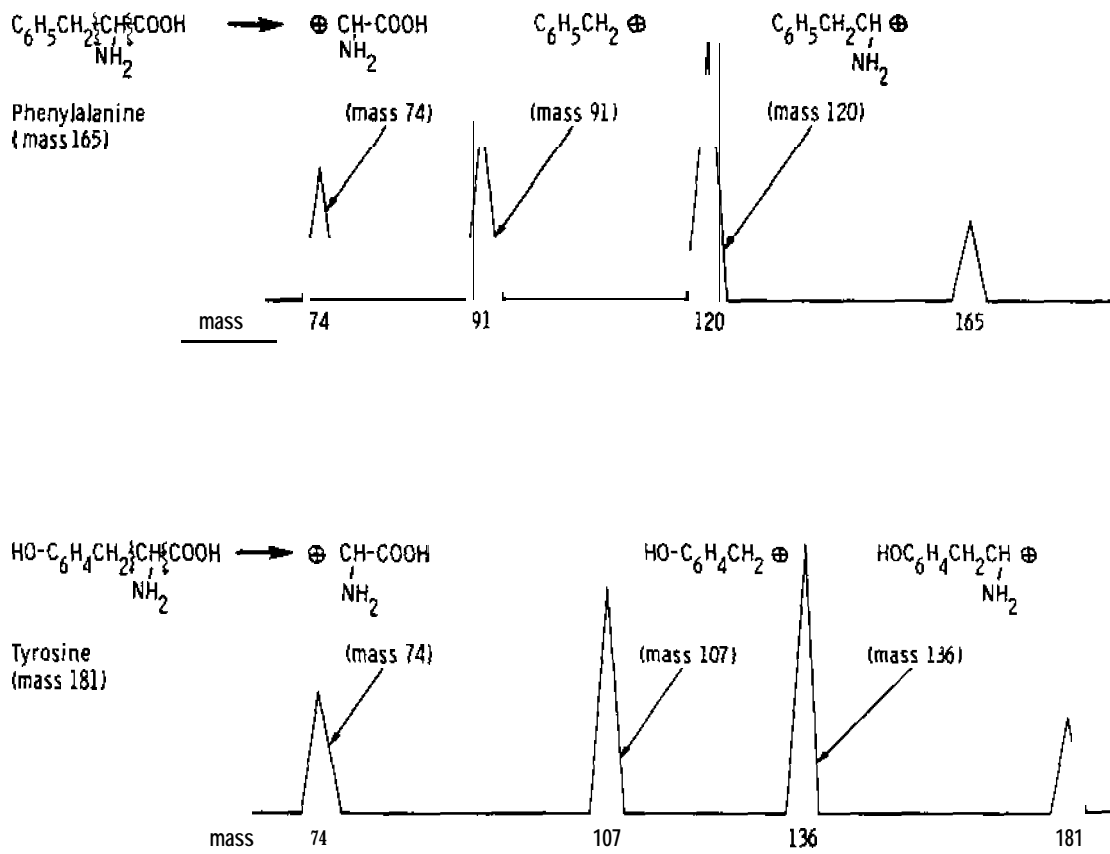 C6H5CH2CHCOOH → ⊕ CH-COOH C6H5CH2 ⊕ C6H5CH2CH ⊕
NH2 NH2 NH2
Phenylalanine (mass 74) (mass 91) (mass 120)
(mass 165)
mass 74 91 120 165
HO-C6H4CH2CHCOOH → ⊕ CH-COOH HO-C6H4CH2 ⊕ HOC6H4CH2CH ⊕
NH2 NH2 NH2
Tyrosine (mass 74) (mass 107) (mass 136)
(mass 181)
mass 74 107 136 181